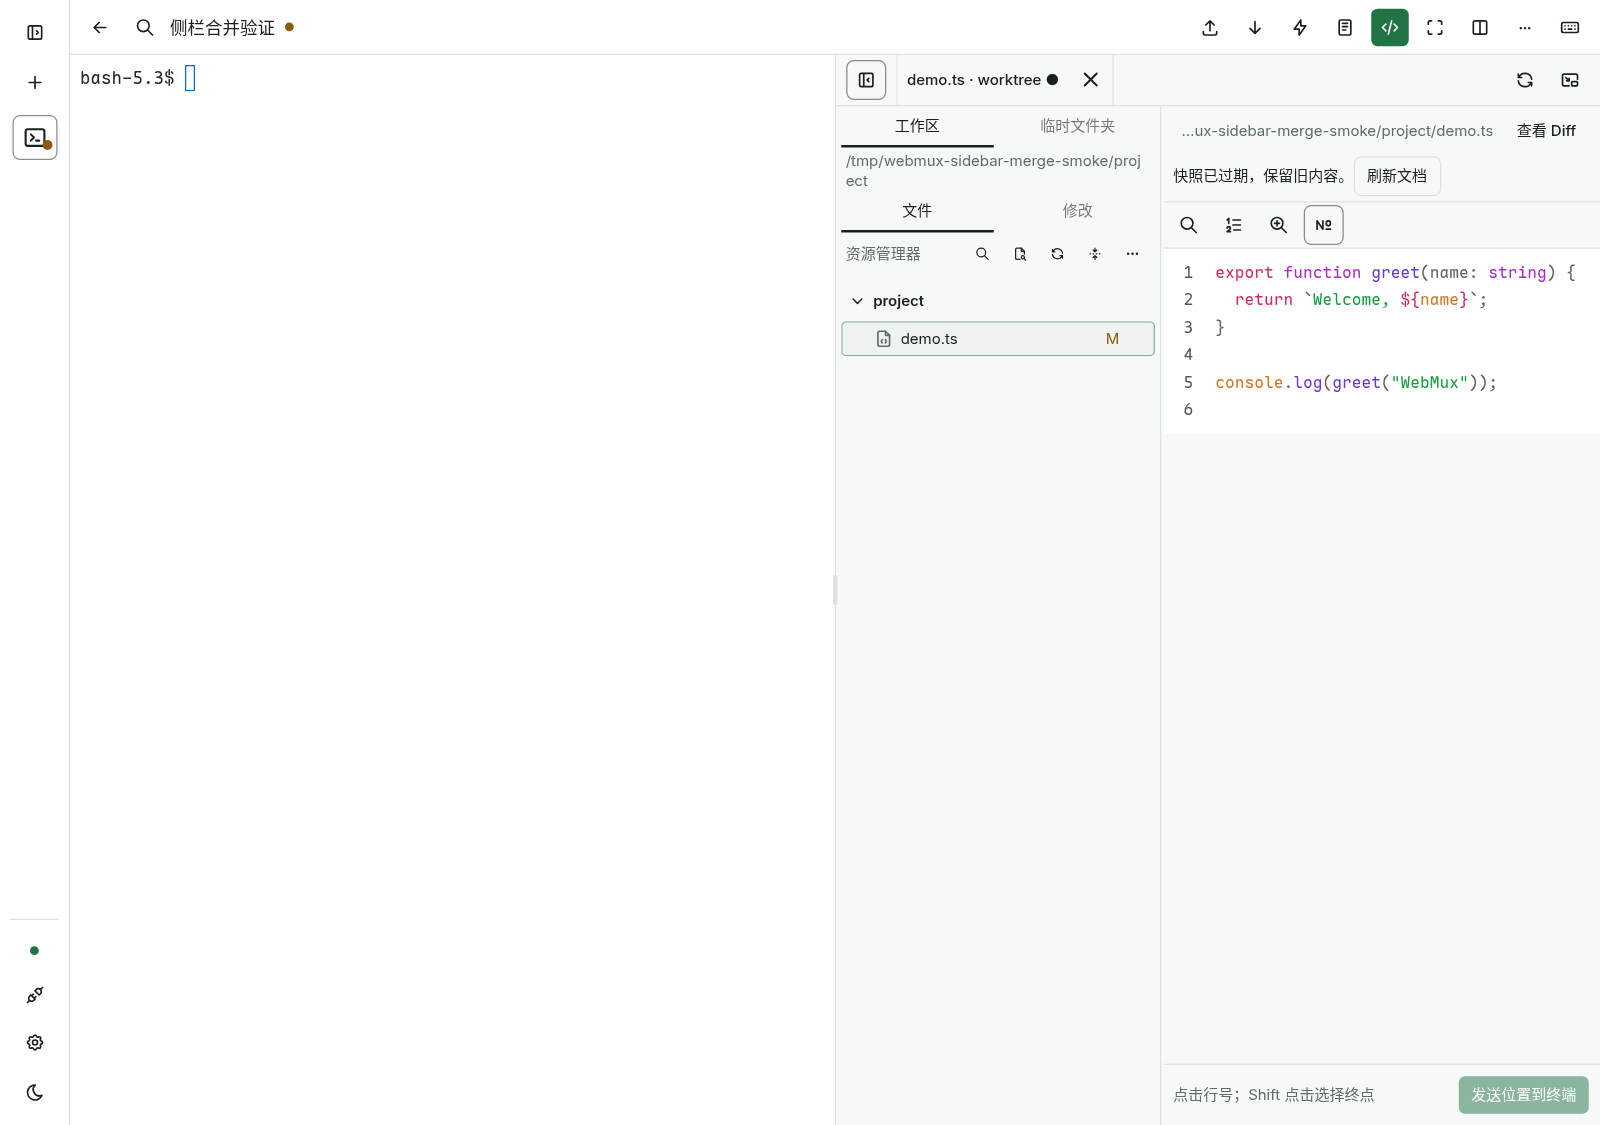 侧栏合并验证
bash-5.3$
demo.ts · worktree
工作区
临时文件夹
/tmp/webmux-sidebar-merge-smoke/proj
ect
文件
修改
资源管理器
project
demo.ts
M
...ux-sidebar-merge-smoke/project/demo.ts
查看 Diff
快照已过期，保留旧内容。
刷新文档
Nº
1 export function greet(name: string) {
2   return `Welcome, ${name}`;
3 }
4
5 console.log(greet("WebMux"));
6
点击行号；Shift 点击选择终点
发送位置到终端